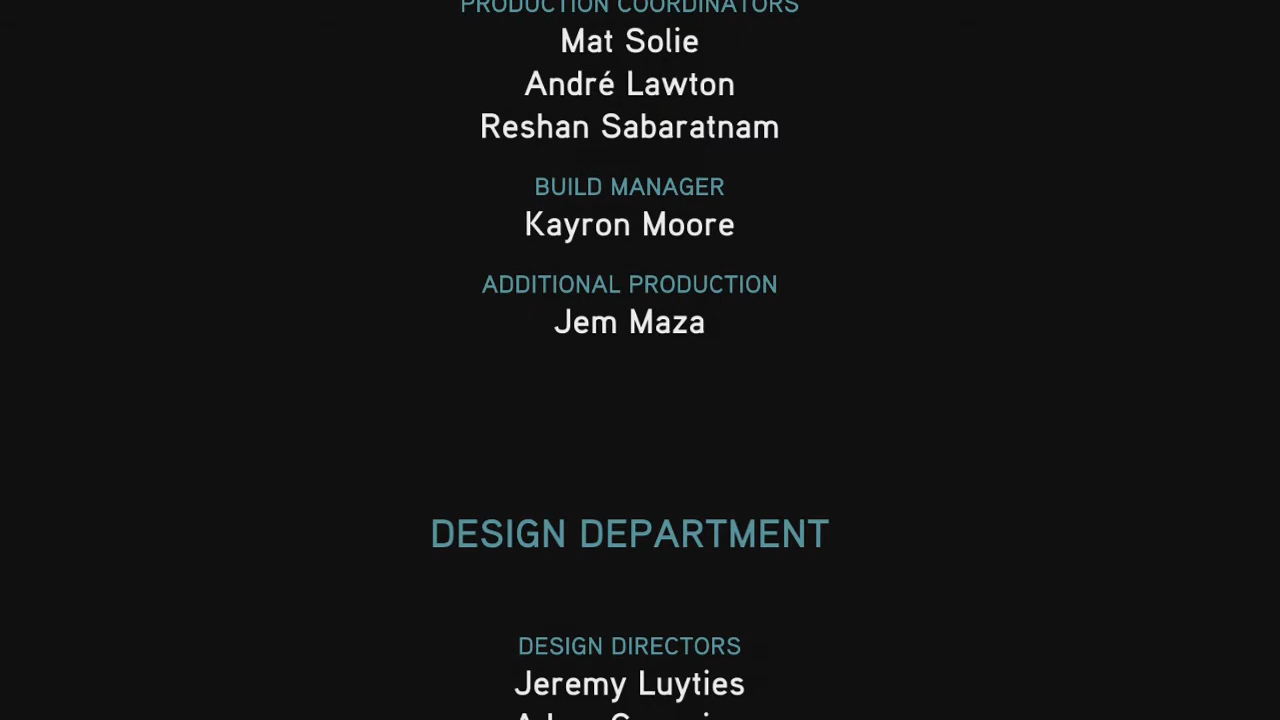 PRODUCTION COORDINATORS
Mat Solie
André Lawton
Reshan Sabaratnam
BUILD MANAGER
Kayron Moore
ADDITIONAL PRODUCTION
Jem Maza
DESIGN DEPARTMENT
DESIGN DIRECTORS
Jeremy Luyties